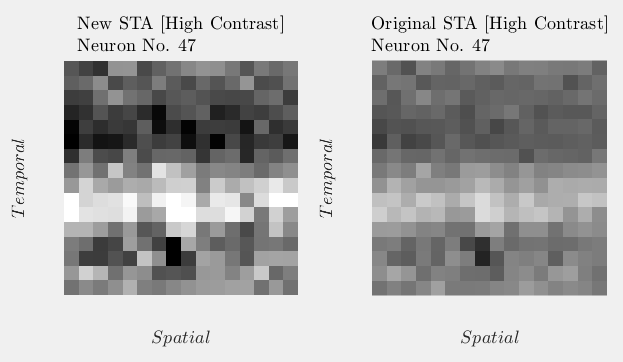 New STA [High Contrast]
Neuron No. 47
Original STA [High Contrast]
Neuron No. 47
Temporal
Temporal
Spatial
Spatial